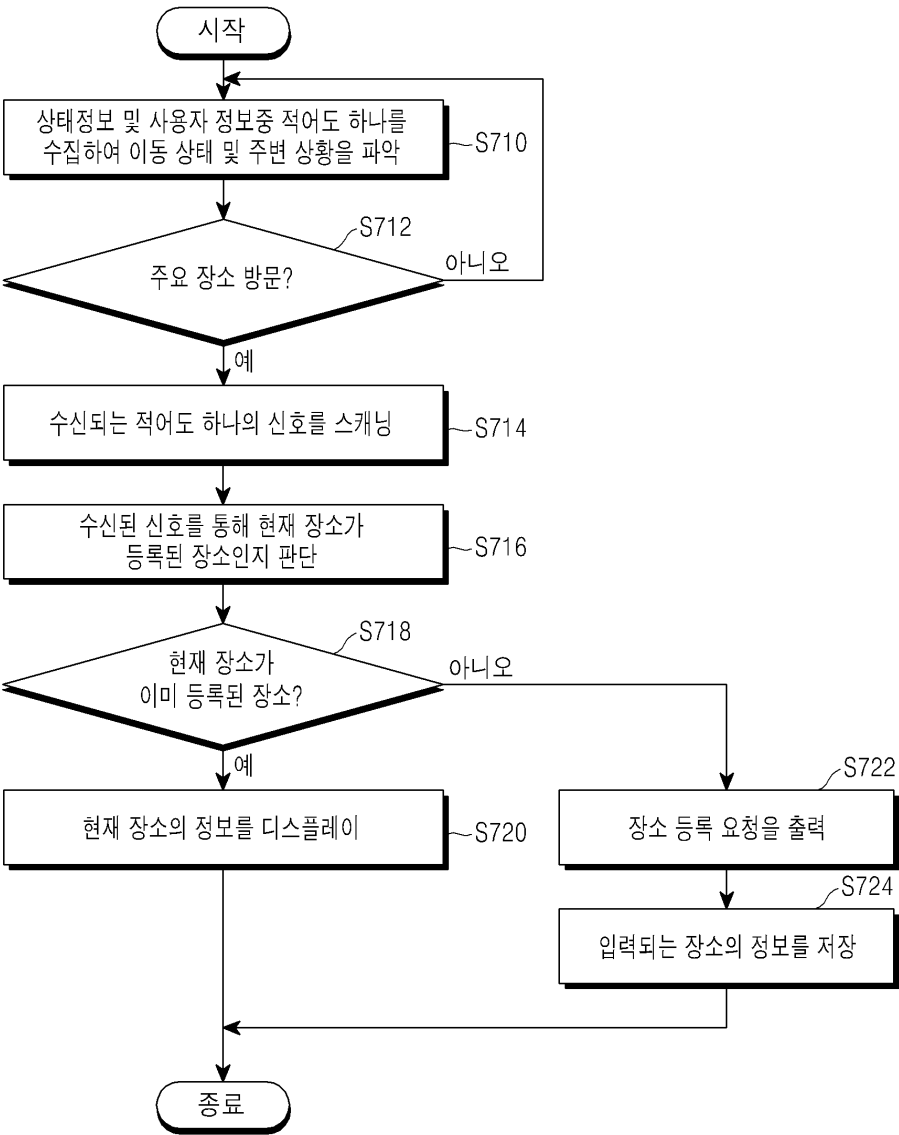 시작
상태정보 및 사용자 정보중 적어도 하나를
수집하여 이동 상태 및 주변 상황을 파악
S710
S712
주요 장소 방문?
아니오
예
수신되는 적어도 하나의 신호를 스캐닝
S714
수신된 신호를 통해 현재 장소가
등록된 장소인지 판단
S716
S718
현재 장소가
이미 등록된 장소?
아니오
예
S722
현재 장소의 정보를 디스플레이
S720
장소 등록 요청을 출력
S724
입력되는 장소의 정보를 저장
종료